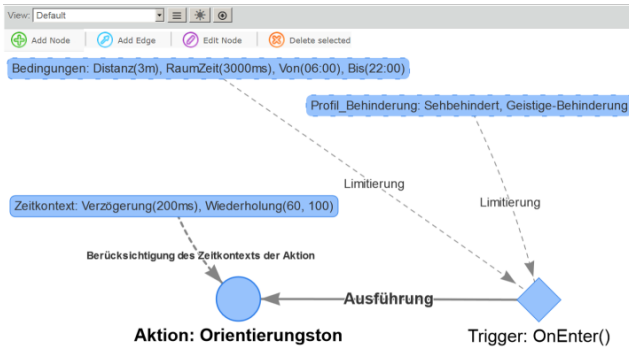 View: Default
Add Node Add Edge Edit Node Delete selected
Bedingungen: Distanz(3m), RaumZeit(3000ms), Von(06:00), Bis(22:00)
Profil_Behinderung: Sehbehindert, Geistige-Behinderung
Limitierung
Limitierung
Zeitkontext: Verzögerung(200ms), Wiederholung(60, 100)
Berücksichtigung des Zeitkontexts der Aktion
Ausführung
Aktion: Orientierungston
Trigger: OnEnter()